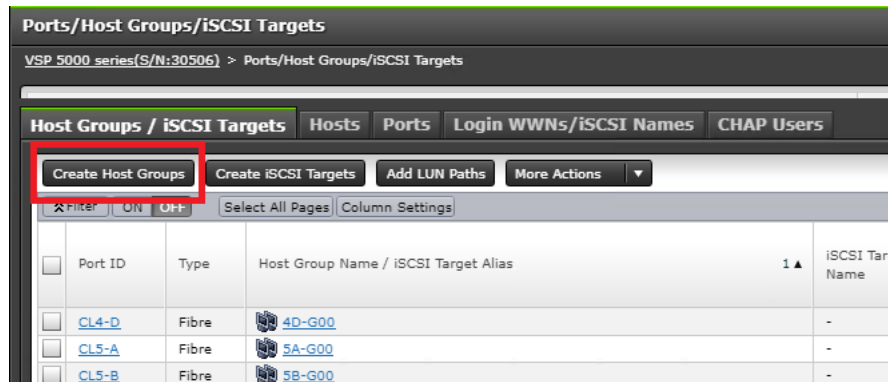 Ports/Host Groups/iSCSI Targets
VSP 5000 series(S/N:30506) > Ports/Host Groups/iSCSI Targets
Host Groups / iSCSI Targets Hosts Ports Login WWNs/iSCSI Names CHAP Users
Create Host Groups Create iSCSI Targets Add LUN Paths More Actions ▼
Filter ON OFF Select All Pages Column Settings
Port ID Type Host Group Name / iSCSI Target Alias 1▲ iSCSI Tar
Name
CL4-D Fibre 4D-G00 -
CL5-A Fibre 5A-G00 -
CL5-B Fibre 5B-G00 -